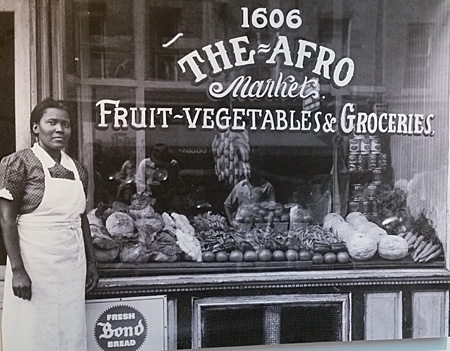 1606
THE~AFRO
Market.
FRUIT~VEGETABLES & GROCERIES.
FRESH
Bond
BREAD